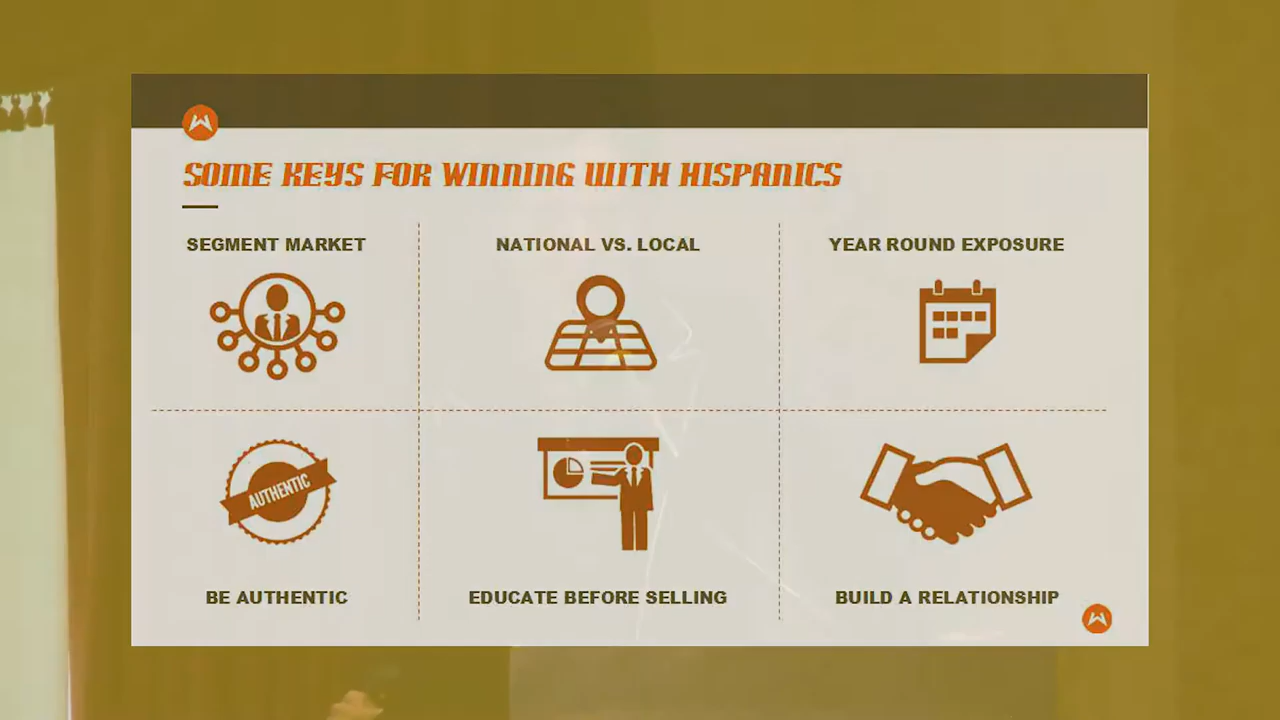 SOME KEYS FOR WINNING WITH HISPANICS
SEGMENT MARKET
NATIONAL VS. LOCAL
YEAR ROUND EXPOSURE
AUTHENTIC
BE AUTHENTIC
EDUCATE BEFORE SELLING
BUILD A RELATIONSHIP